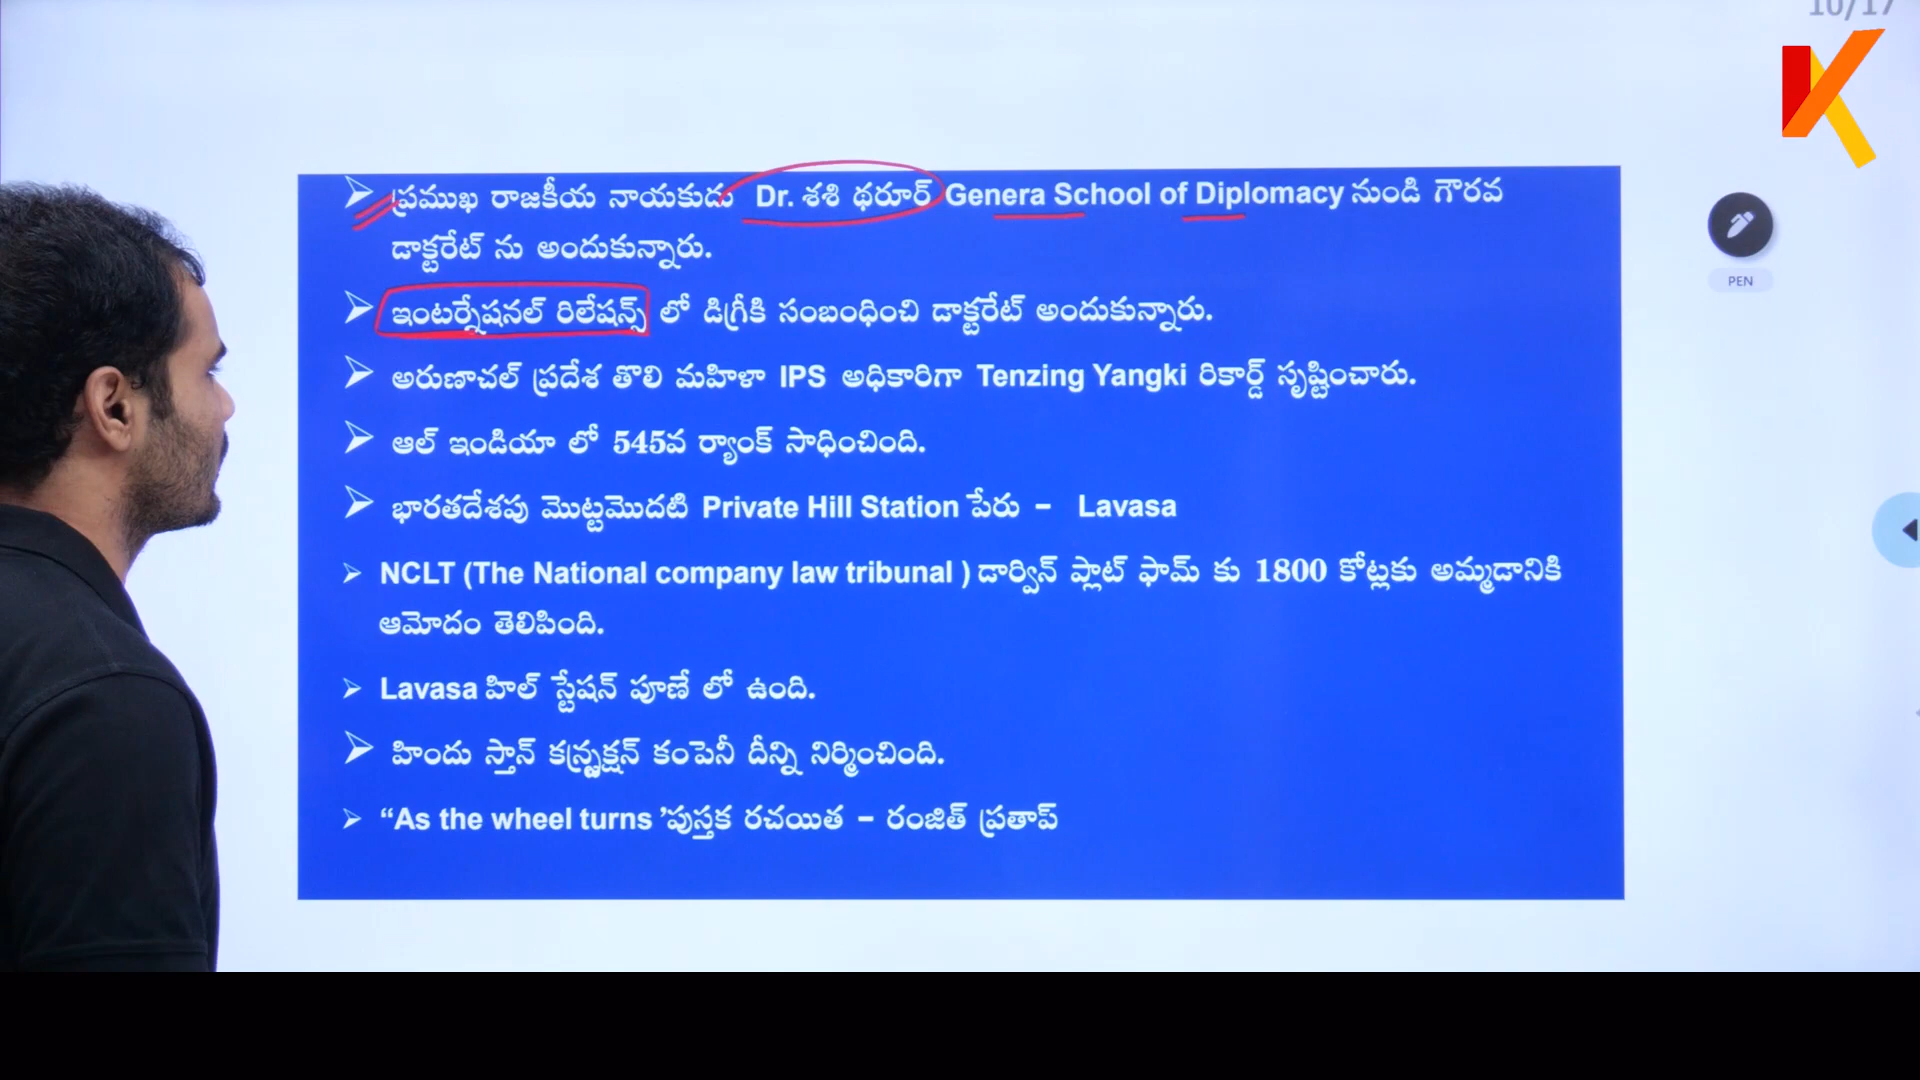 10/17
ప్రముఖ రాజకీయ నాయకుడు Dr. శశి థరూర్ Genera School of Diplomacy నుండి గౌరవ
డాక్టరేట్ ను అందుకున్నారు.
ఇంటర్నేషనల్ రిలేషన్స్ లో డిగ్రీకి సంబంధించి డాక్టరేట్ అందుకున్నారు.
PEN
అరుణాచల్ ప్రదేశ తొలి మహిళా IPS అధికారిగా Tenzing Yangki రికార్డ్ సృష్టించారు.
ఆల్ ఇండియా లో 545వ ర్యాంక్ సాధించింది.
భారతదేశపు మొట్టమొదటి Private Hill Station పేరు – Lavasa
NCLT (The National company law tribunal ) డార్విన్ ప్లాట్ ఫామ్ కు 1800 కోట్లకు అమ్మడానికి
ఆమోదం తెలిపింది.
Lavasa హిల్ స్టేషన్ పూణే లో ఉంది.
హిందు స్తాన్ కన్స్ట్రక్షన్ కంపెనీ దీన్ని నిర్మించింది.
“As the wheel turns ’పుస్తక రచయిత – రంజిత్ ప్రతాప్